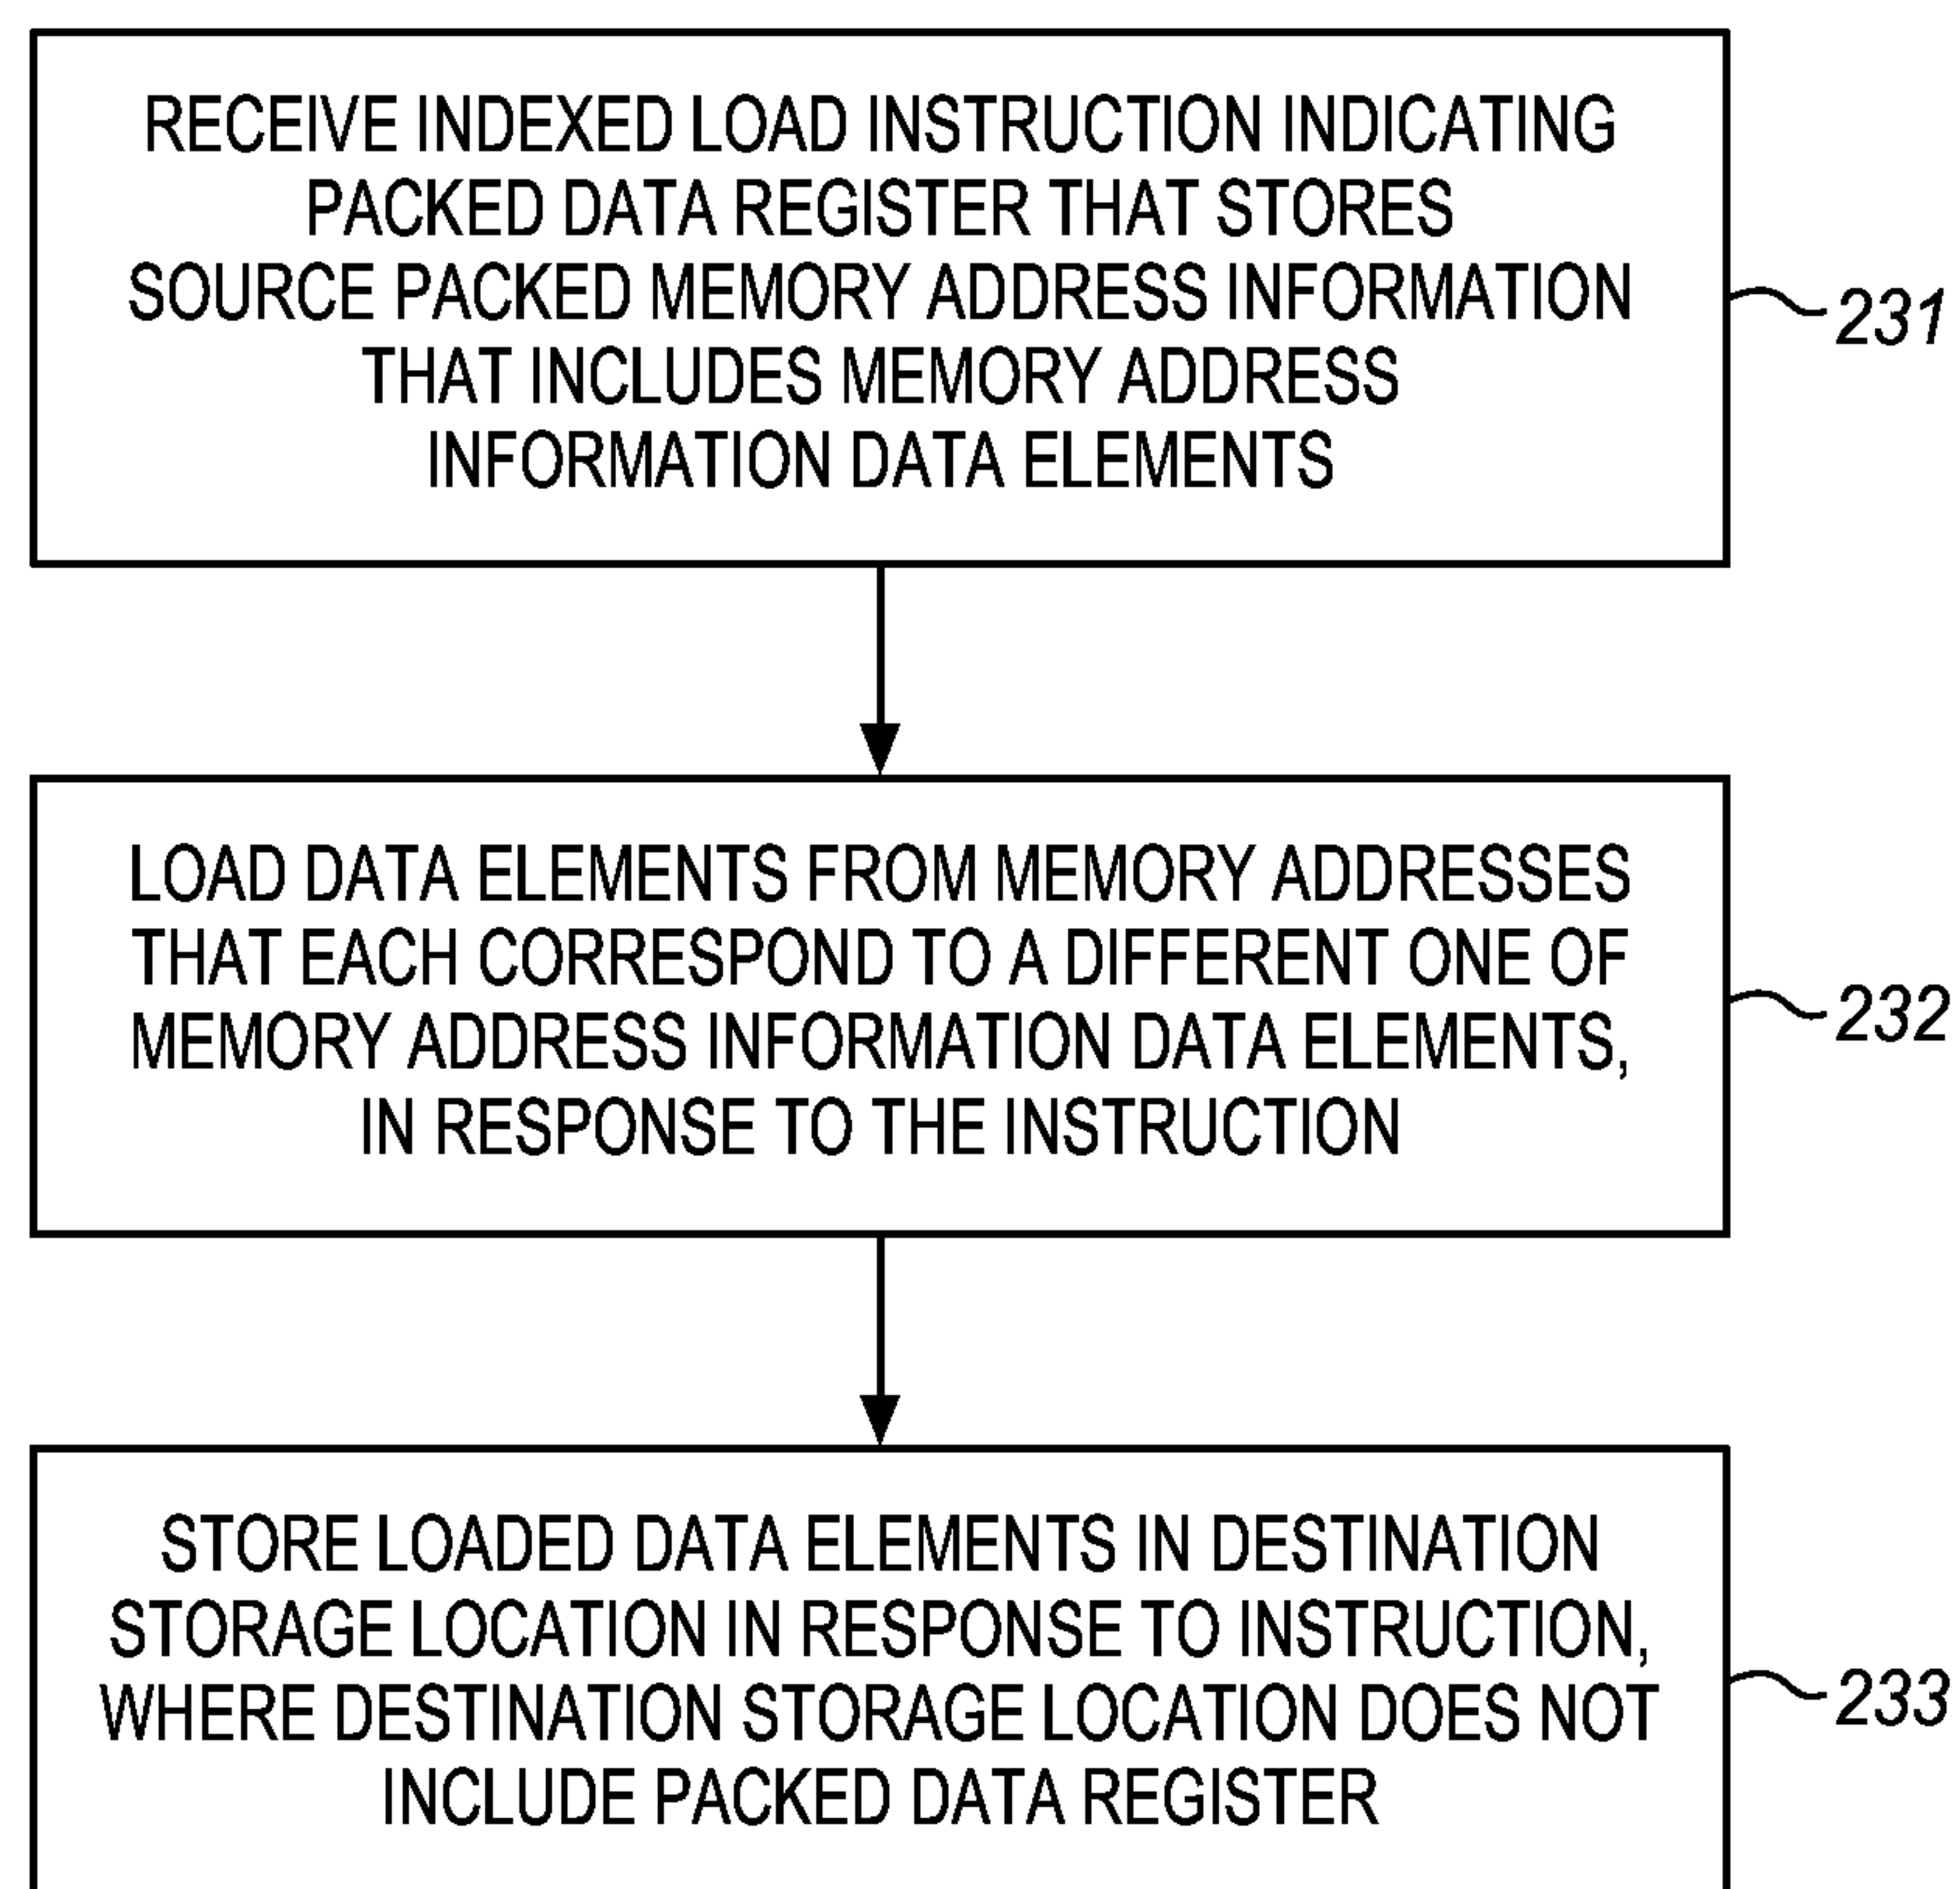 RECEIVE INDEXED LOAD INSTRUCTION INDICATING
PACKED DATA REGISTER THAT STORES
SOURCE PACKED MEMORY ADDRESS INFORMATION
THAT INCLUDES MEMORY ADDRESS
INFORMATION DATA ELEMENTS
231
LOAD DATA ELEMENTS FROM MEMORY ADDRESSES
THAT EACH CORRESPOND TO A DIFFERENT ONE OF
MEMORY ADDRESS INFORMATION DATA ELEMENTS,
IN RESPONSE TO THE INSTRUCTION
232
STORE LOADED DATA ELEMENTS IN DESTINATION
STORAGE LOCATION IN RESPONSE TO INSTRUCTION,
WHERE DESTINATION STORAGE LOCATION DOES NOT
INCLUDE PACKED DATA REGISTER
233